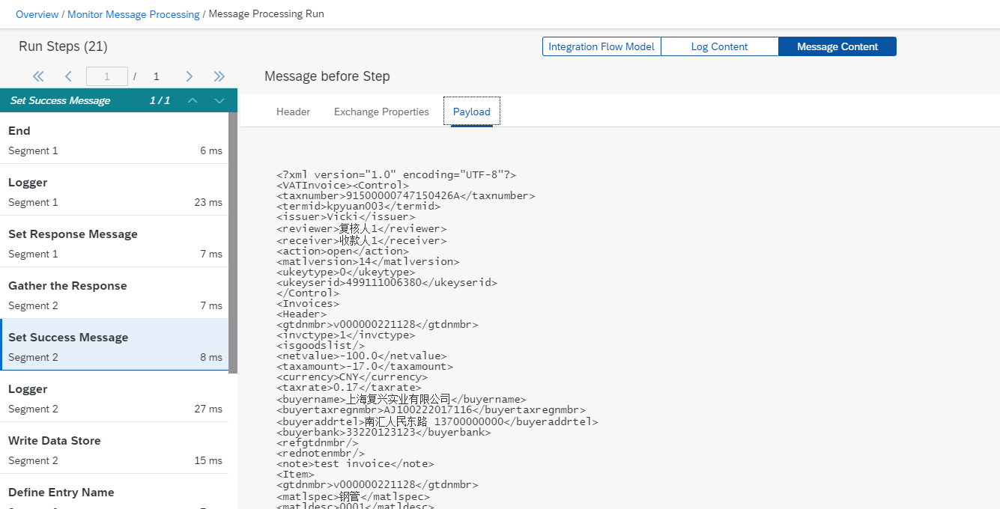 Overview / Monitor Message Processing / Message Processing Run
Run Steps (21)
Integration Flow Model
Log Content
Message Content
1 / 1
Set Success Message 1 / 1
End
Segment 1 6 ms
Logger
Segment 1 23 ms
Set Response Message
Segment 1 7 ms
Gather the Response
Segment 2 7 ms
Set Success Message
Segment 2 8 ms
Logger
Segment 2 27 ms
Write Data Store
Segment 2 15 ms
Define Entry Name
Message before Step
Header
Exchange Properties
Payload
<?xml version="1.0" encoding="UTF-8"?>
<VATInvoice><Control>
<taxnumber>91500000747150426A</taxnumber>
<termid>kpyuan003</termid>
<issuer>Vicki</issuer>
<reviewer>复核人1</reviewer>
<receiver>收款人1</receiver>
<action>open</action>
<matlversion>14</matlversion>
<ukeytype>0</ukeytype>
<ukeyserid>499111006380</ukeyserid>
</Control>
<Invoices>
<Header>
<gtdnmbr>v000000221128</gtdnmbr>
<invctype>1</invctype>
<isgoodslist/>
<netvalue>-100.0</netvalue>
<taxamount>-17.0</taxamount>
<currency>CNY</currency>
<taxrate>0.17</taxrate>
<buyername>上海复兴实业有限公司</buyername>
<buyertaxregnmbr>AJ100222017116</buyertaxregnmbr>
<buyeraddrtel>南汇人民东路 13700000000</buyeraddrtel>
<buyerbank>33220123123</buyerbank>
<refgtdnmbr/>
<rednotenmbr/>
<note>test invoice</note>
<Item>
<gtdnmbr>v000000221128</gtdnmbr>
<matlspec>钢管</matlspec>
<matldesc>0001</matldesc>